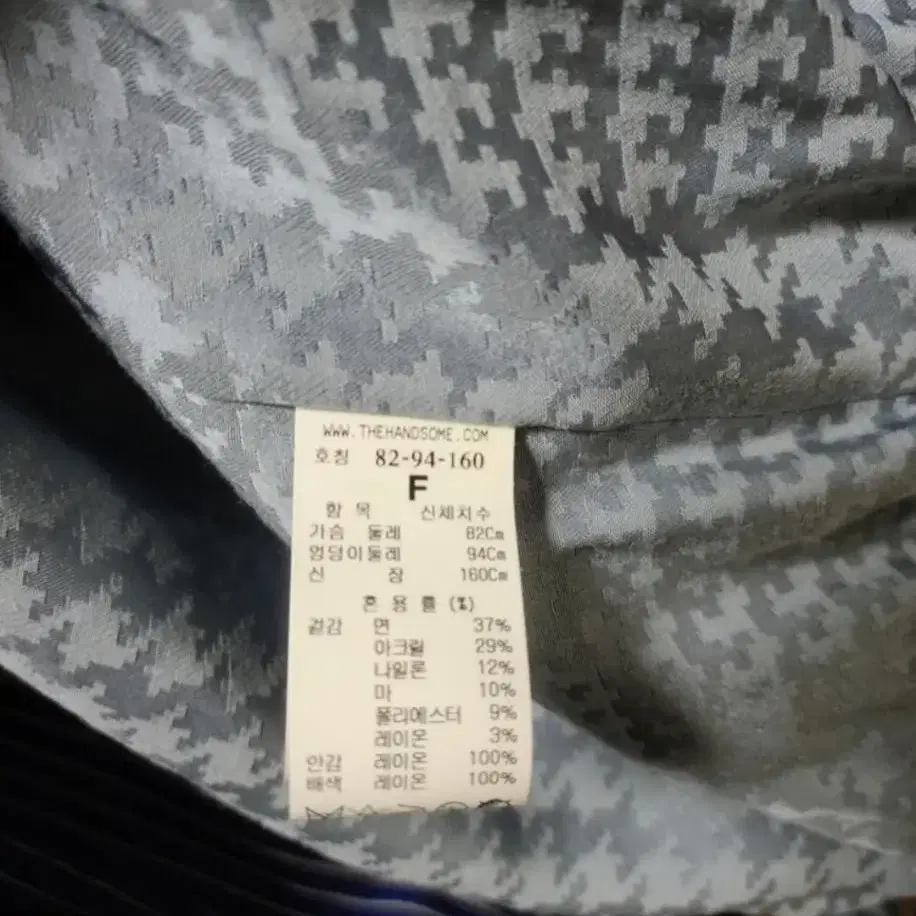 WWW.THEHANDSOME.COM
호칭 82-94-160
F
항 목 신체치수
가슴 둘레 82Cm
엉덩이둘레 94Cm
신 장 160Cm
혼 용 률 (%)
겉감 면 37%
아크릴 29%
나일론 12%
마 10%
폴리에스터 9%
레이온 3%
안감 레이온 100%
배색 레이온 100%